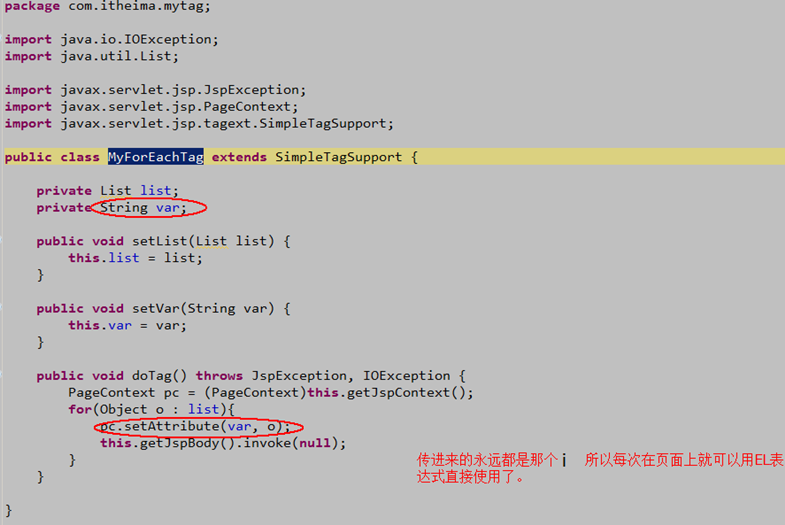 package com.itheima.mytag;
import java.io.IOException;
import java.util.List;
import javax.servlet.jsp.JspException;
import javax.servlet.jsp.PageContext;
import javax.servlet.jsp.tagext.SimpleTagSupport;
public class MyForEachTag extends SimpleTagSupport {
private List list;
private String var;
public void setList(List list) {
this.list = list;
}
public void setVar(String var) {
this.var = var;
}
public void doTag() throws JspException, IOException {
PageContext pc = (PageContext)this.getJspContext();
for(Object o : list){
pc.setAttribute(var, o);
this.getJspBody().invoke(null);
}
传进来的永远都是那个 i 所以每次在页面上就可以用EL表
}
达式直接使用了。
}